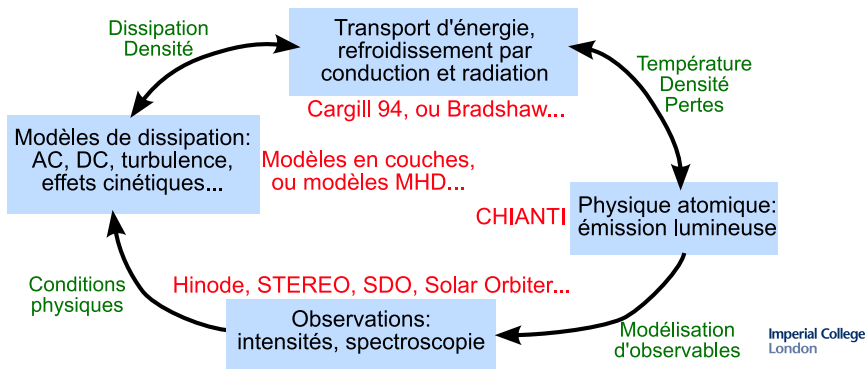 Dissipation
Densité
Transport d'énergie,
refroidissement par
conduction et radiation
Température
Densité
Pertes
Cargill 94, ou Bradshaw...
Modèles de dissipation:
AC, DC, turbulence,
effets cinétiques...
Modèles en couches,
ou modèles MHD...
CHIANTI
Physique atomique:
émission lumineuse
Conditions
physiques
Hinode, STEREO, SDO, Solar Orbiter...
Observations:
intensités, spectroscopie
Modélisation
d'observables
Imperial College
London